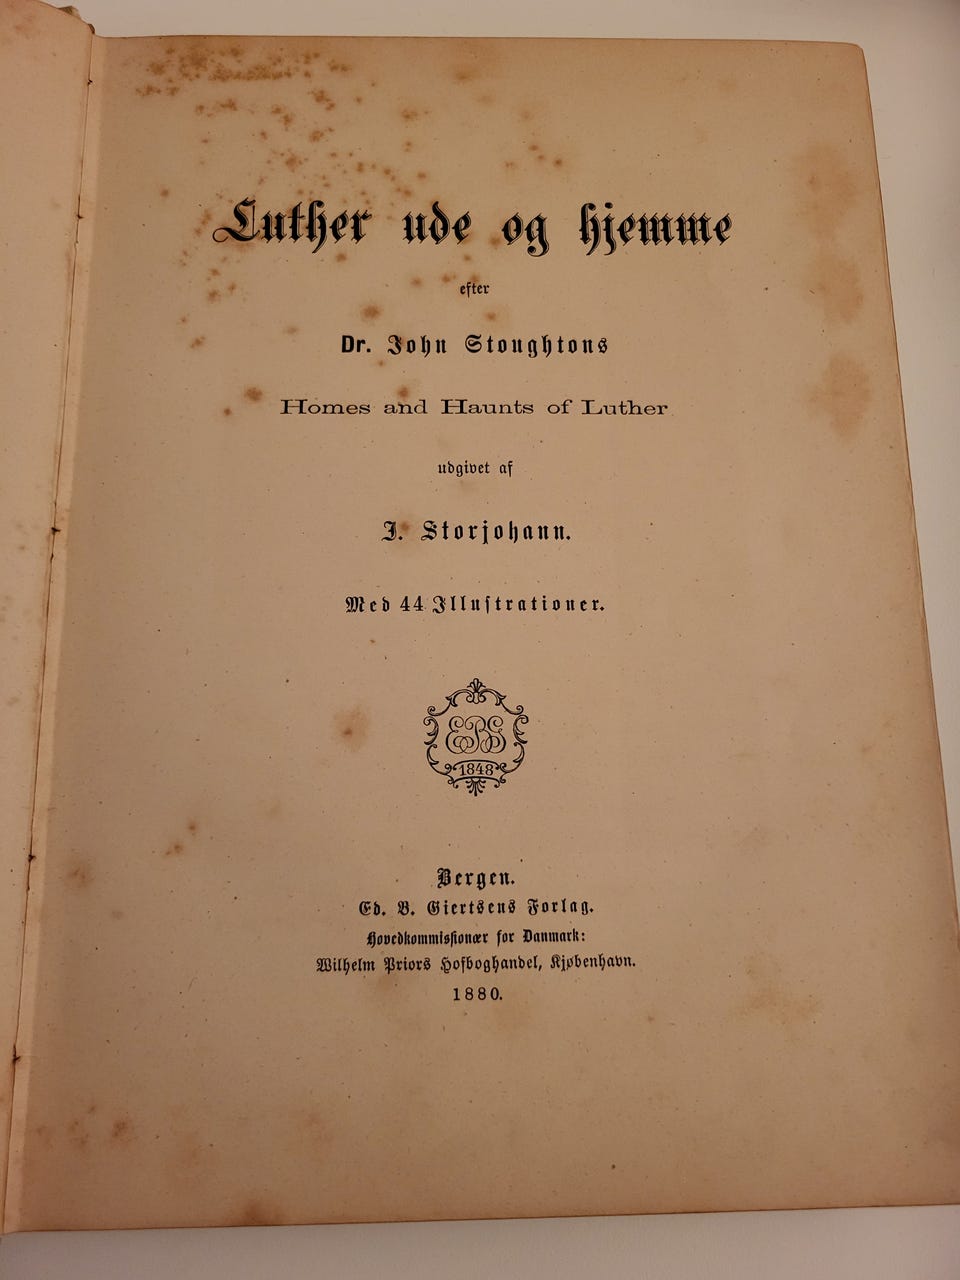 Luther ude og hjemme
efter
Dr. John Stoughtons
Homes and Haunts of Luther
udgivet af
J. Storjohann.
Med 44 Illustrationer.
EBG
1848
Bergen.
Ed. B. Giertsens Forlag.
Hovedkommissionær for Danmark:
Wilhelm Priors Hofboghandel, Kjøbenhavn.
1880.